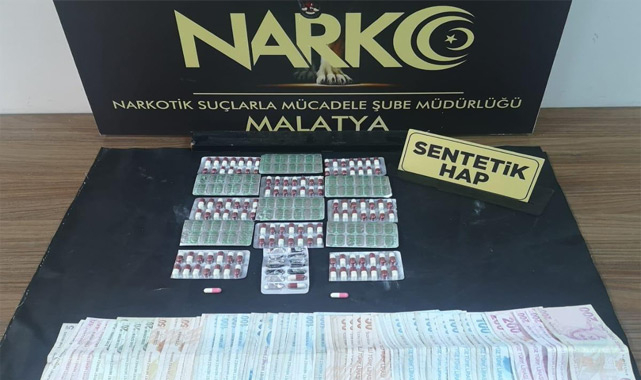 NARKO
NARKOTİK SUÇLARLA MÜCADELE ŞUBE MÜDÜRLÜĞÜ
MALATYA
SENTETİK
HAP